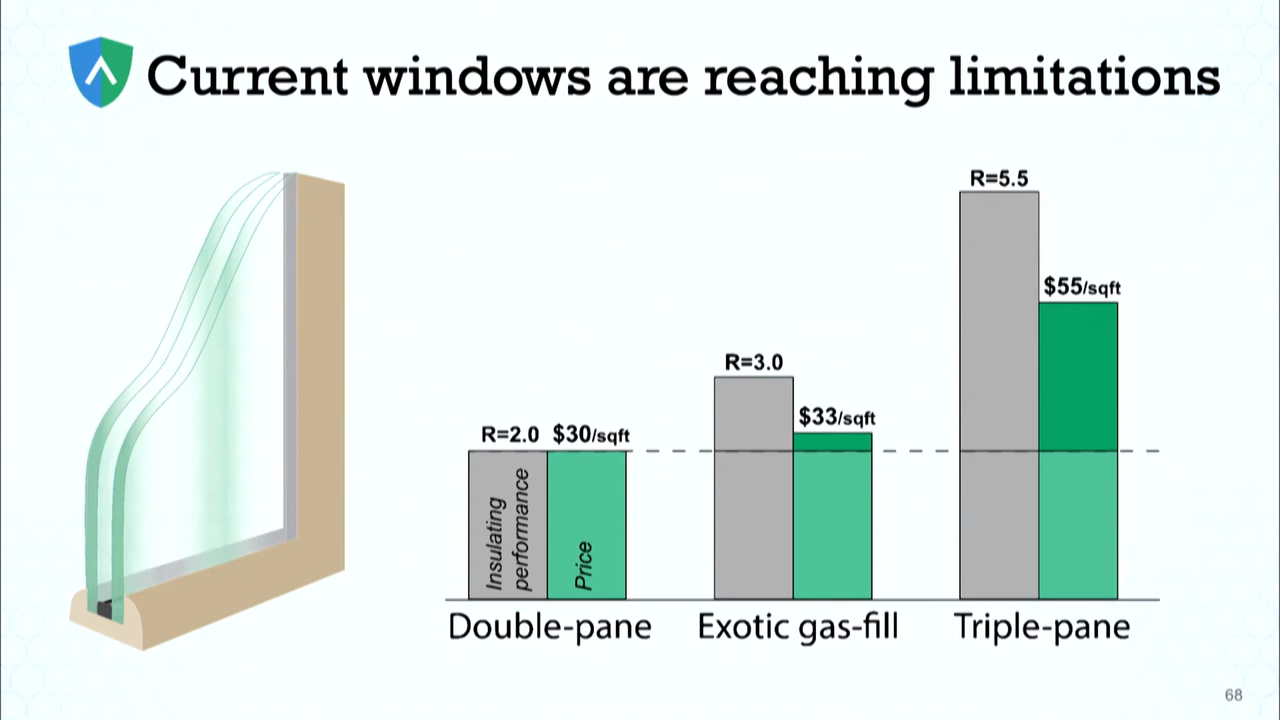 Current windows are reaching limitations
R=2.0 $30/sqft
Insulating
performance
Price
Double-pane
R=3.0
$33/sqft
Exotic gas-fill
R=5.5
$55/sqft
Triple-pane
68